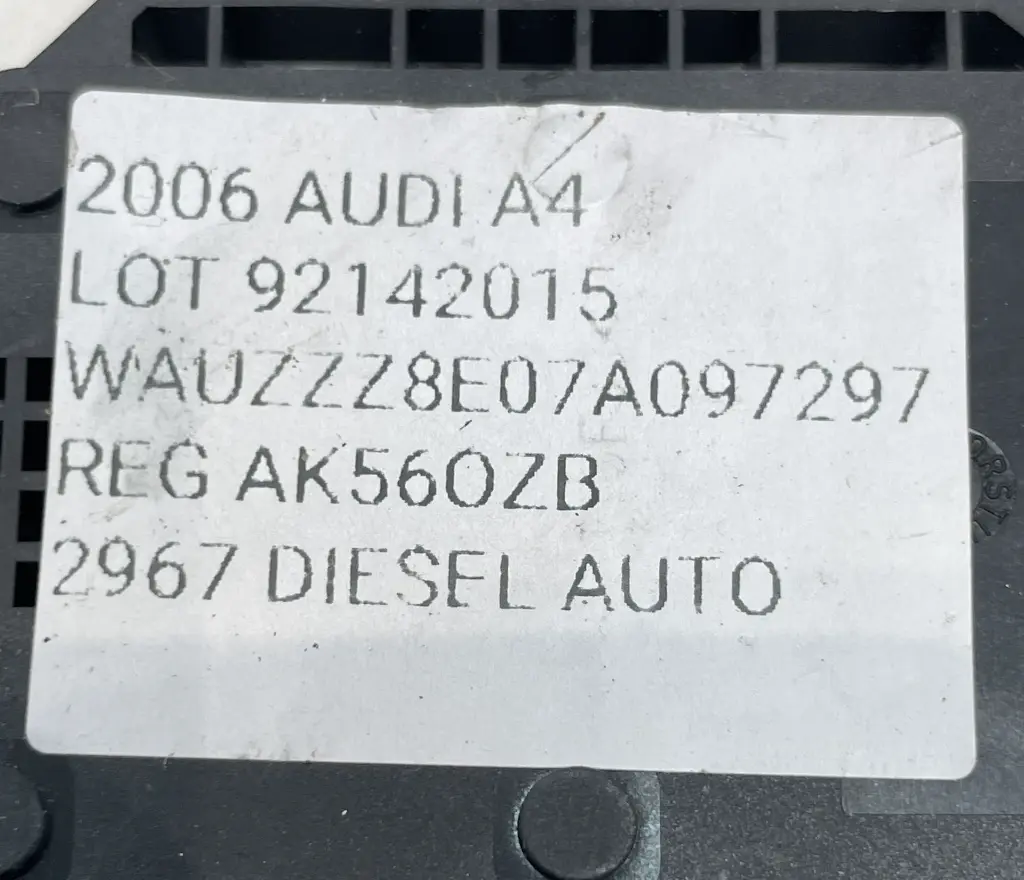 2006 AUDI A4
LOT 92142015
WAUZZZ8E07A097297
REG AK56OZB
2967 DIESEL AUTO